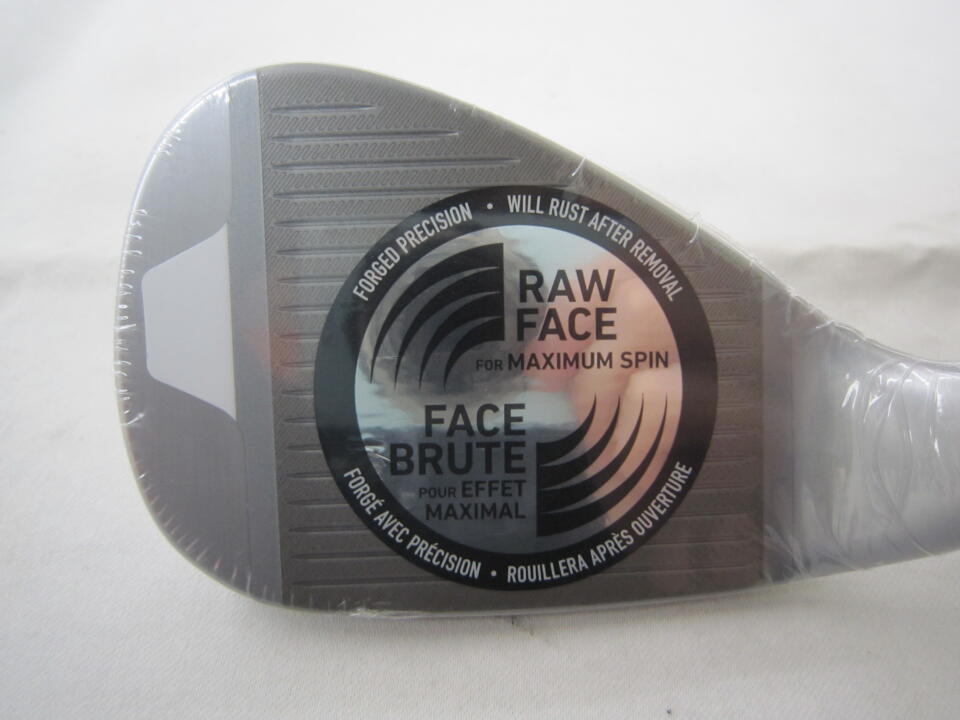 FORGED PRECISION • WILL RUST AFTER REMOVAL
RAW
FACE
FOR MAXIMUM SPIN
FACE
BRUTE
POUR EFFET
MAXIMAL
FORGÉ AVEC PRÉCISION • ROUILLERA APRÈS OUVERTURE